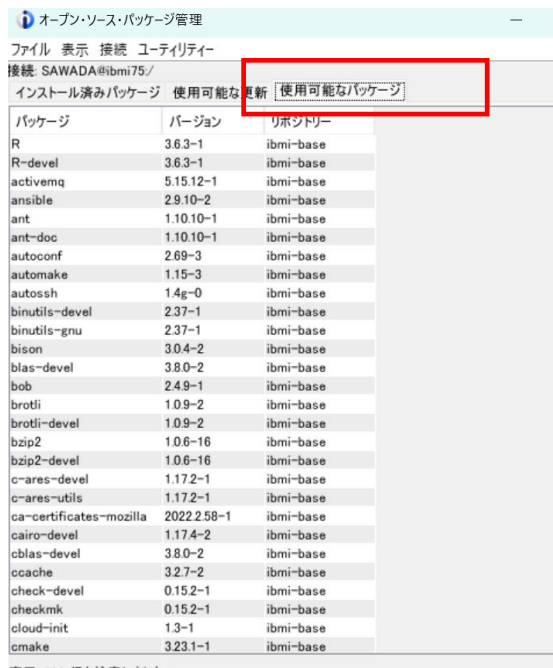 オープン・ソース・パッケージ管理
ファイル 表示 接続 ユーティリティー
接続: SAWADA@ibmi75:/
インストール済みパッケージ 使用可能な更新 使用可能なパッケージ
パッケージ バージョン リポジトリー
R 3.6.3-1 ibmi-base
R-devel 3.6.3-1 ibmi-base
activemq 5.15.12-1 ibmi-base
ansible 2.9.10-2 ibmi-base
ant 1.10.10-1 ibmi-base
ant-doc 1.10.10-1 ibmi-base
autoconf 2.69-3 ibmi-base
automake 1.15-3 ibmi-base
autossh 1.4g-0 ibmi-base
binutils-devel 2.37-1 ibmi-base
binutils-gnu 2.37-1 ibmi-base
bison 3.0.4-2 ibmi-base
blas-devel 3.8.0-2 ibmi-base
bob 2.4.9-1 ibmi-base
brotli 1.0.9-2 ibmi-base
brotli-devel 1.0.9-2 ibmi-base
bzip2 1.0.6-16 ibmi-base
bzip2-devel 1.0.6-16 ibmi-base
c-ares-devel 1.17.2-1 ibmi-base
c-ares-utils 1.17.2-1 ibmi-base
ca-certificates-mozilla 2022.2.58-1 ibmi-base
cairo-devel 1.17.4-2 ibmi-base
cblas-devel 3.8.0-2 ibmi-base
ccache 3.2.7-2 ibmi-base
check-devel 0.15.2-1 ibmi-base
checkmk 0.15.2-1 ibmi-base
cloud-init 1.3-1 ibmi-base
cmake 3.23.1-1 ibmi-base